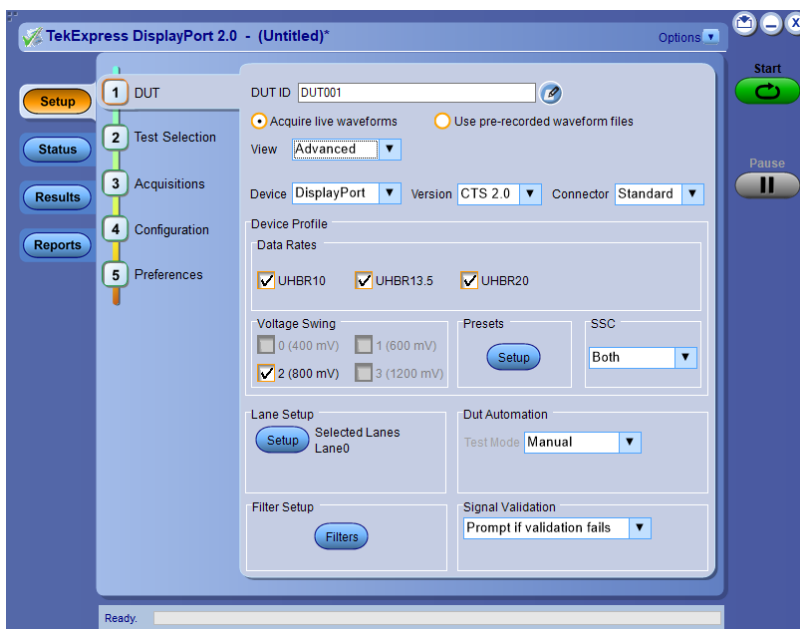 TekExpress DisplayPort 2.0 - (Untitled)*
Options
Start
Pause
Setup
Status
Results
Reports
1 DUT
2 Test Selection
3 Acquisitions
4 Configuration
5 Preferences
DUT ID DUT001
Acquire live waveforms Use pre-recorded waveform files
View Advanced
Device DisplayPort Version CTS 2.0 Connector Standard
Device Profile
Data Rates
UHBR10 UHBR13.5 UHBR20
Voltage Swing
0 (400 mV) 1 (600 mV)
2 (800 mV) 3 (1200 mV)
Presets
Setup
SSC
Both
Lane Setup
Setup
Selected Lanes
Lane0
Dut Automation
Test Mode Manual
Filter Setup
Filters
Signal Validation
Prompt if validation fails
Ready.